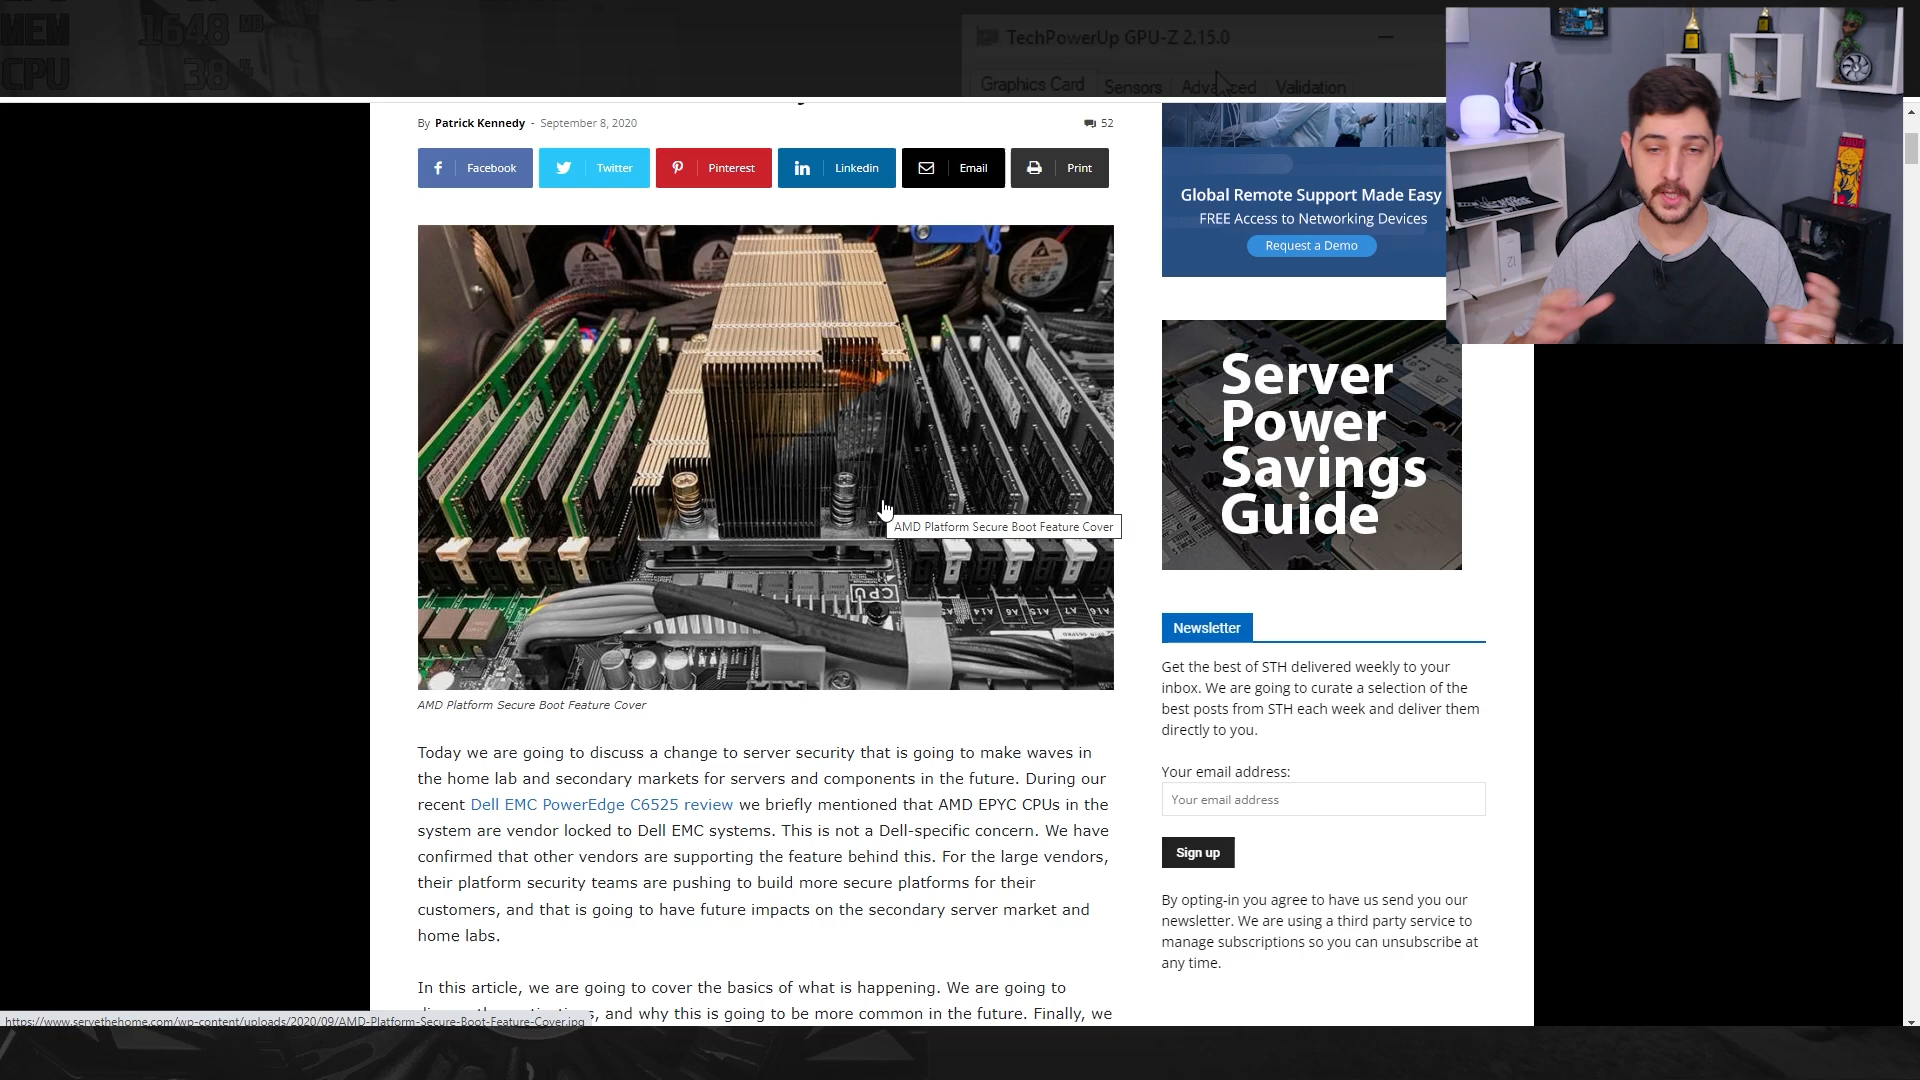 MEM 1648 MB
CPU 38 %
TechPowerUp GPU-Z 2.15.0
Graphics Card Sensors Advanced Validation
By Patrick Kennedy - September 8, 2020
52
Facebook
Twitter
Pinterest
Linkedin
Email
Print
AMD Platform Secure Boot Feature Cover
CPU
AMD Platform Secure Boot Feature Cover
Today we are going to discuss a change to server security that is going to make waves in
the home lab and secondary markets for servers and components in the future. During our
recent Dell EMC PowerEdge C6525 review we briefly mentioned that AMD EPYC CPUs in the
system are vendor locked to Dell EMC systems. This is not a Dell-specific concern. We have
confirmed that other vendors are supporting the feature behind this. For the large vendors,
their platform security teams are pushing to build more secure platforms for their
customers, and that is going to have future impacts on the secondary server market and
home labs.
In this article, we are going to cover the basics of what is happening. We are going to
and why this is going to be more common in the future. Finally, we
https://www.servethehome.com/wp-content/uploads/2020/09/AMD-Platform-Secure-Boot-Feature-Cover.jpg
Global Remote Support Made Easy
FREE Access to Networking Devices
Request a Demo
Server
Power
Savings
Guide
Newsletter
Get the best of STH delivered weekly to your
inbox. We are going to curate a selection of the
best posts from STH each week and deliver them
directly to you.
Your email address:
Your email address
Sign up
By opting-in you agree to have us send you our
newsletter. We are using a third party service to
manage subscriptions so you can unsubscribe at
any time.